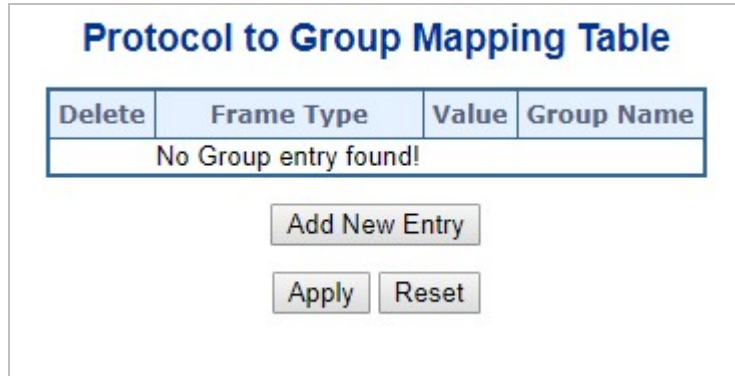 Protocol to Group Mapping Table
Delete Frame Type Value Group Name
No Group entry found!
Add New Entry
Apply Reset